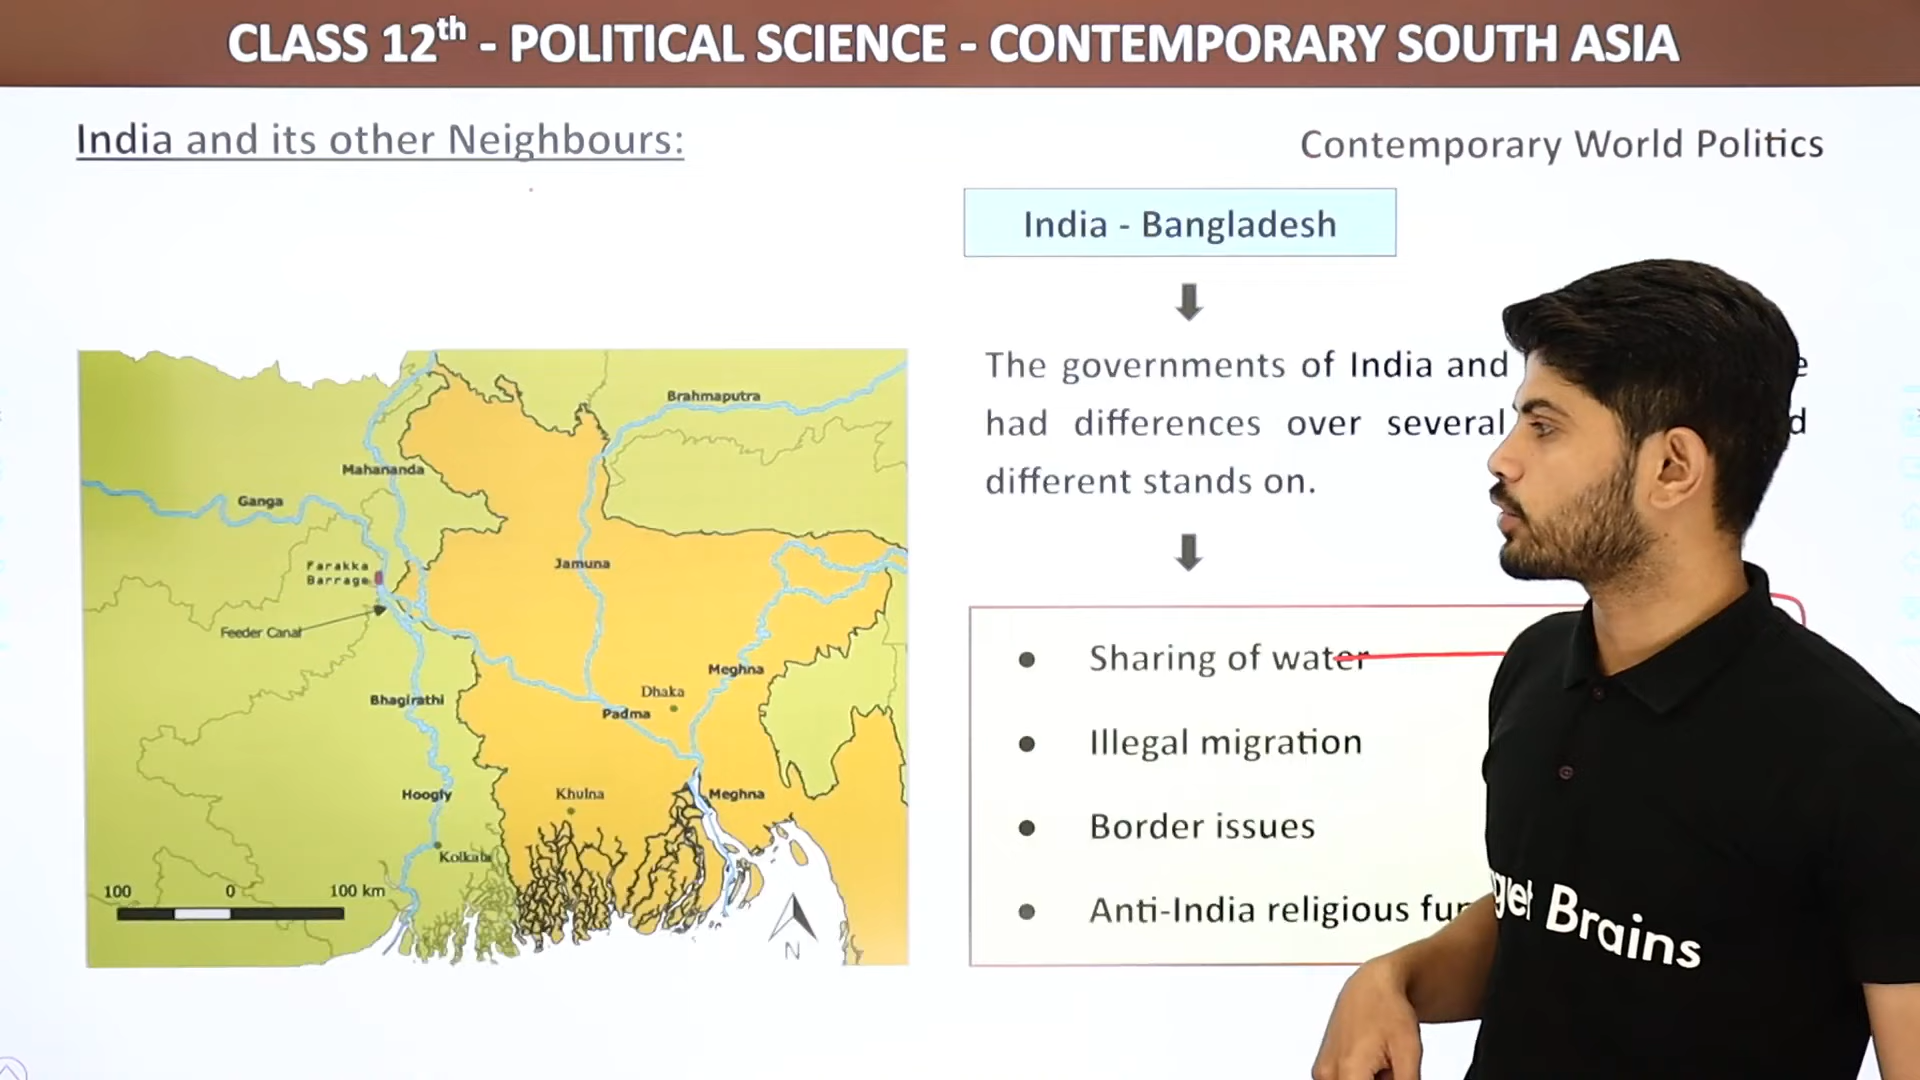 CLASS 12th - POLITICAL SCIENCE - CONTEMPORARY SOUTH ASIA
India and its other Neighbours:
Contemporary World Politics
India - Bangladesh
The governments of India and
had differences over several
different stands on.
Sharing of water
Illegal migration
Border issues
Anti-India religious
Brahmaputra
Mahananda
Ganga
Farakka
Barrage
Jamuna
Feeder Canal
Meghna
Dhaka
Bhagirathi
Padma
Hoogly
Khulna
Meghna
Kolkata
100 0 100 km
N
Brains